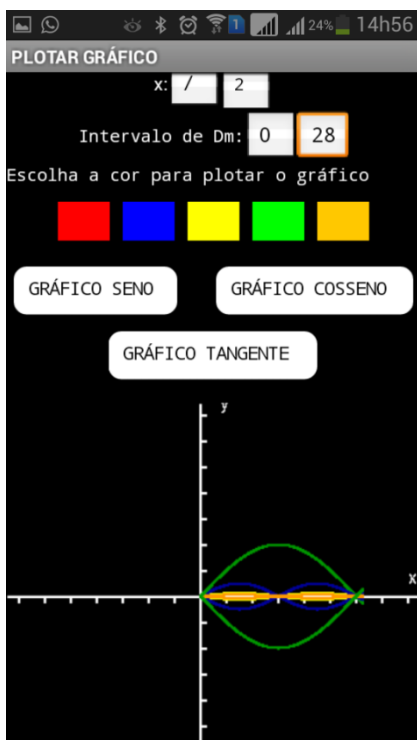 1 24% 14h56
PLOTAR GRÁFICO
x: / 2
Intervalo de Dm: 0 28
Escolha a cor para plotar o gráfico
GRÁFICO SENO GRÁFICO COSSENO
GRÁFICO TANGENTE
y
x